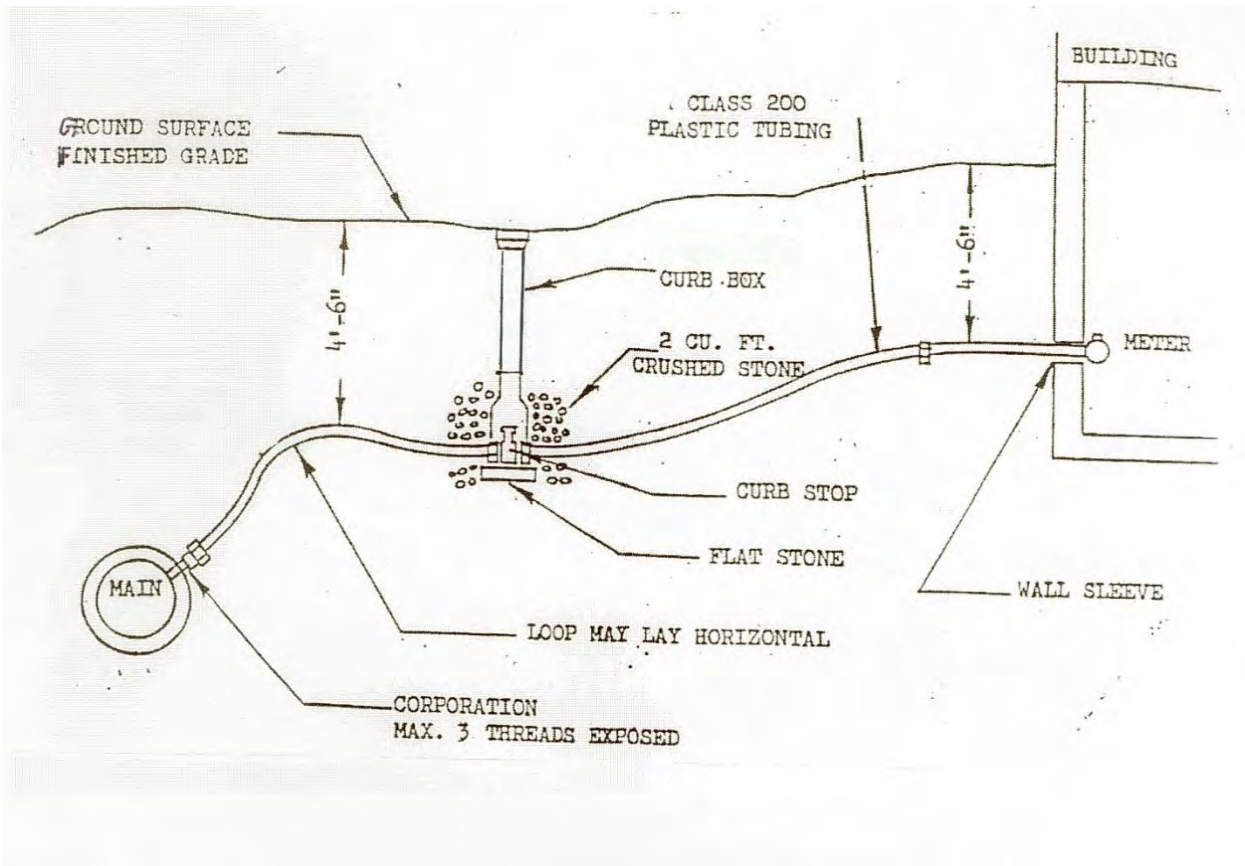 BUILDING
CLASS 200
PLASTIC TUBING
GROUND SURFACE
FINISHED GRADE
4'-6"
4'-6"
CURB BOX
2 CU. FT.
CRUSHED STONE
METER
CURB STOP
FLAT STONE
MAIN
WALL SLEEVE
LOOP MAY LAY HORIZONTAL
CORPORATION
MAX. 3 THREADS EXPOSED